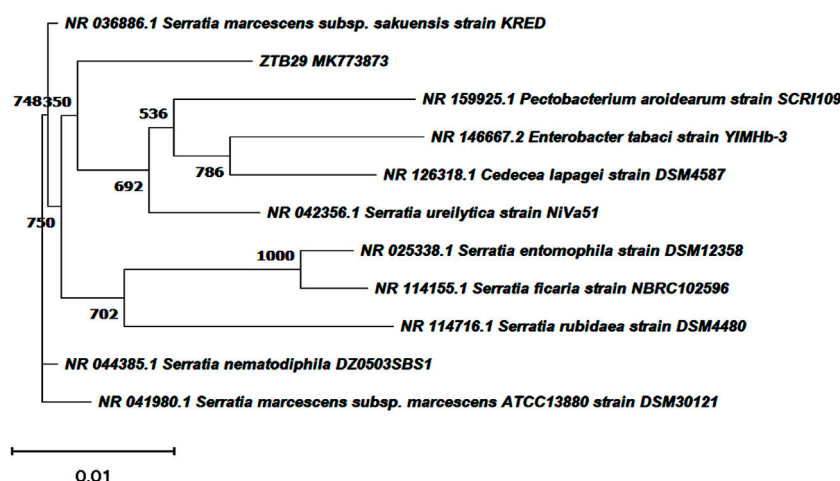 NR 036886.1 Serratia marcescens subsp. sakuensis strain KRED
ZTB29 MK773873
748 350
536
NR 159925.1 Pectobacterium aroidearum strain SCRI109
NR 146667.2 Enterobacter tabaci strain YIMHb-3
786
NR 126318.1 Cedecea lapagei strain DSM4587
692
NR 042356.1 Serratia ureilytica strain NiVa51
750
1000
NR 025338.1 Serratia entomophila strain DSM12358
NR 114155.1 Serratia ficaria strain NBRC102596
702
NR 114716.1 Serratia rubidaea strain DSM4480
NR 044385.1 Serratia nematodiphila DZ0503SBS1
NR 041980.1 Serratia marcescens subsp. marcescens ATCC13880 strain DSM30121
0.01